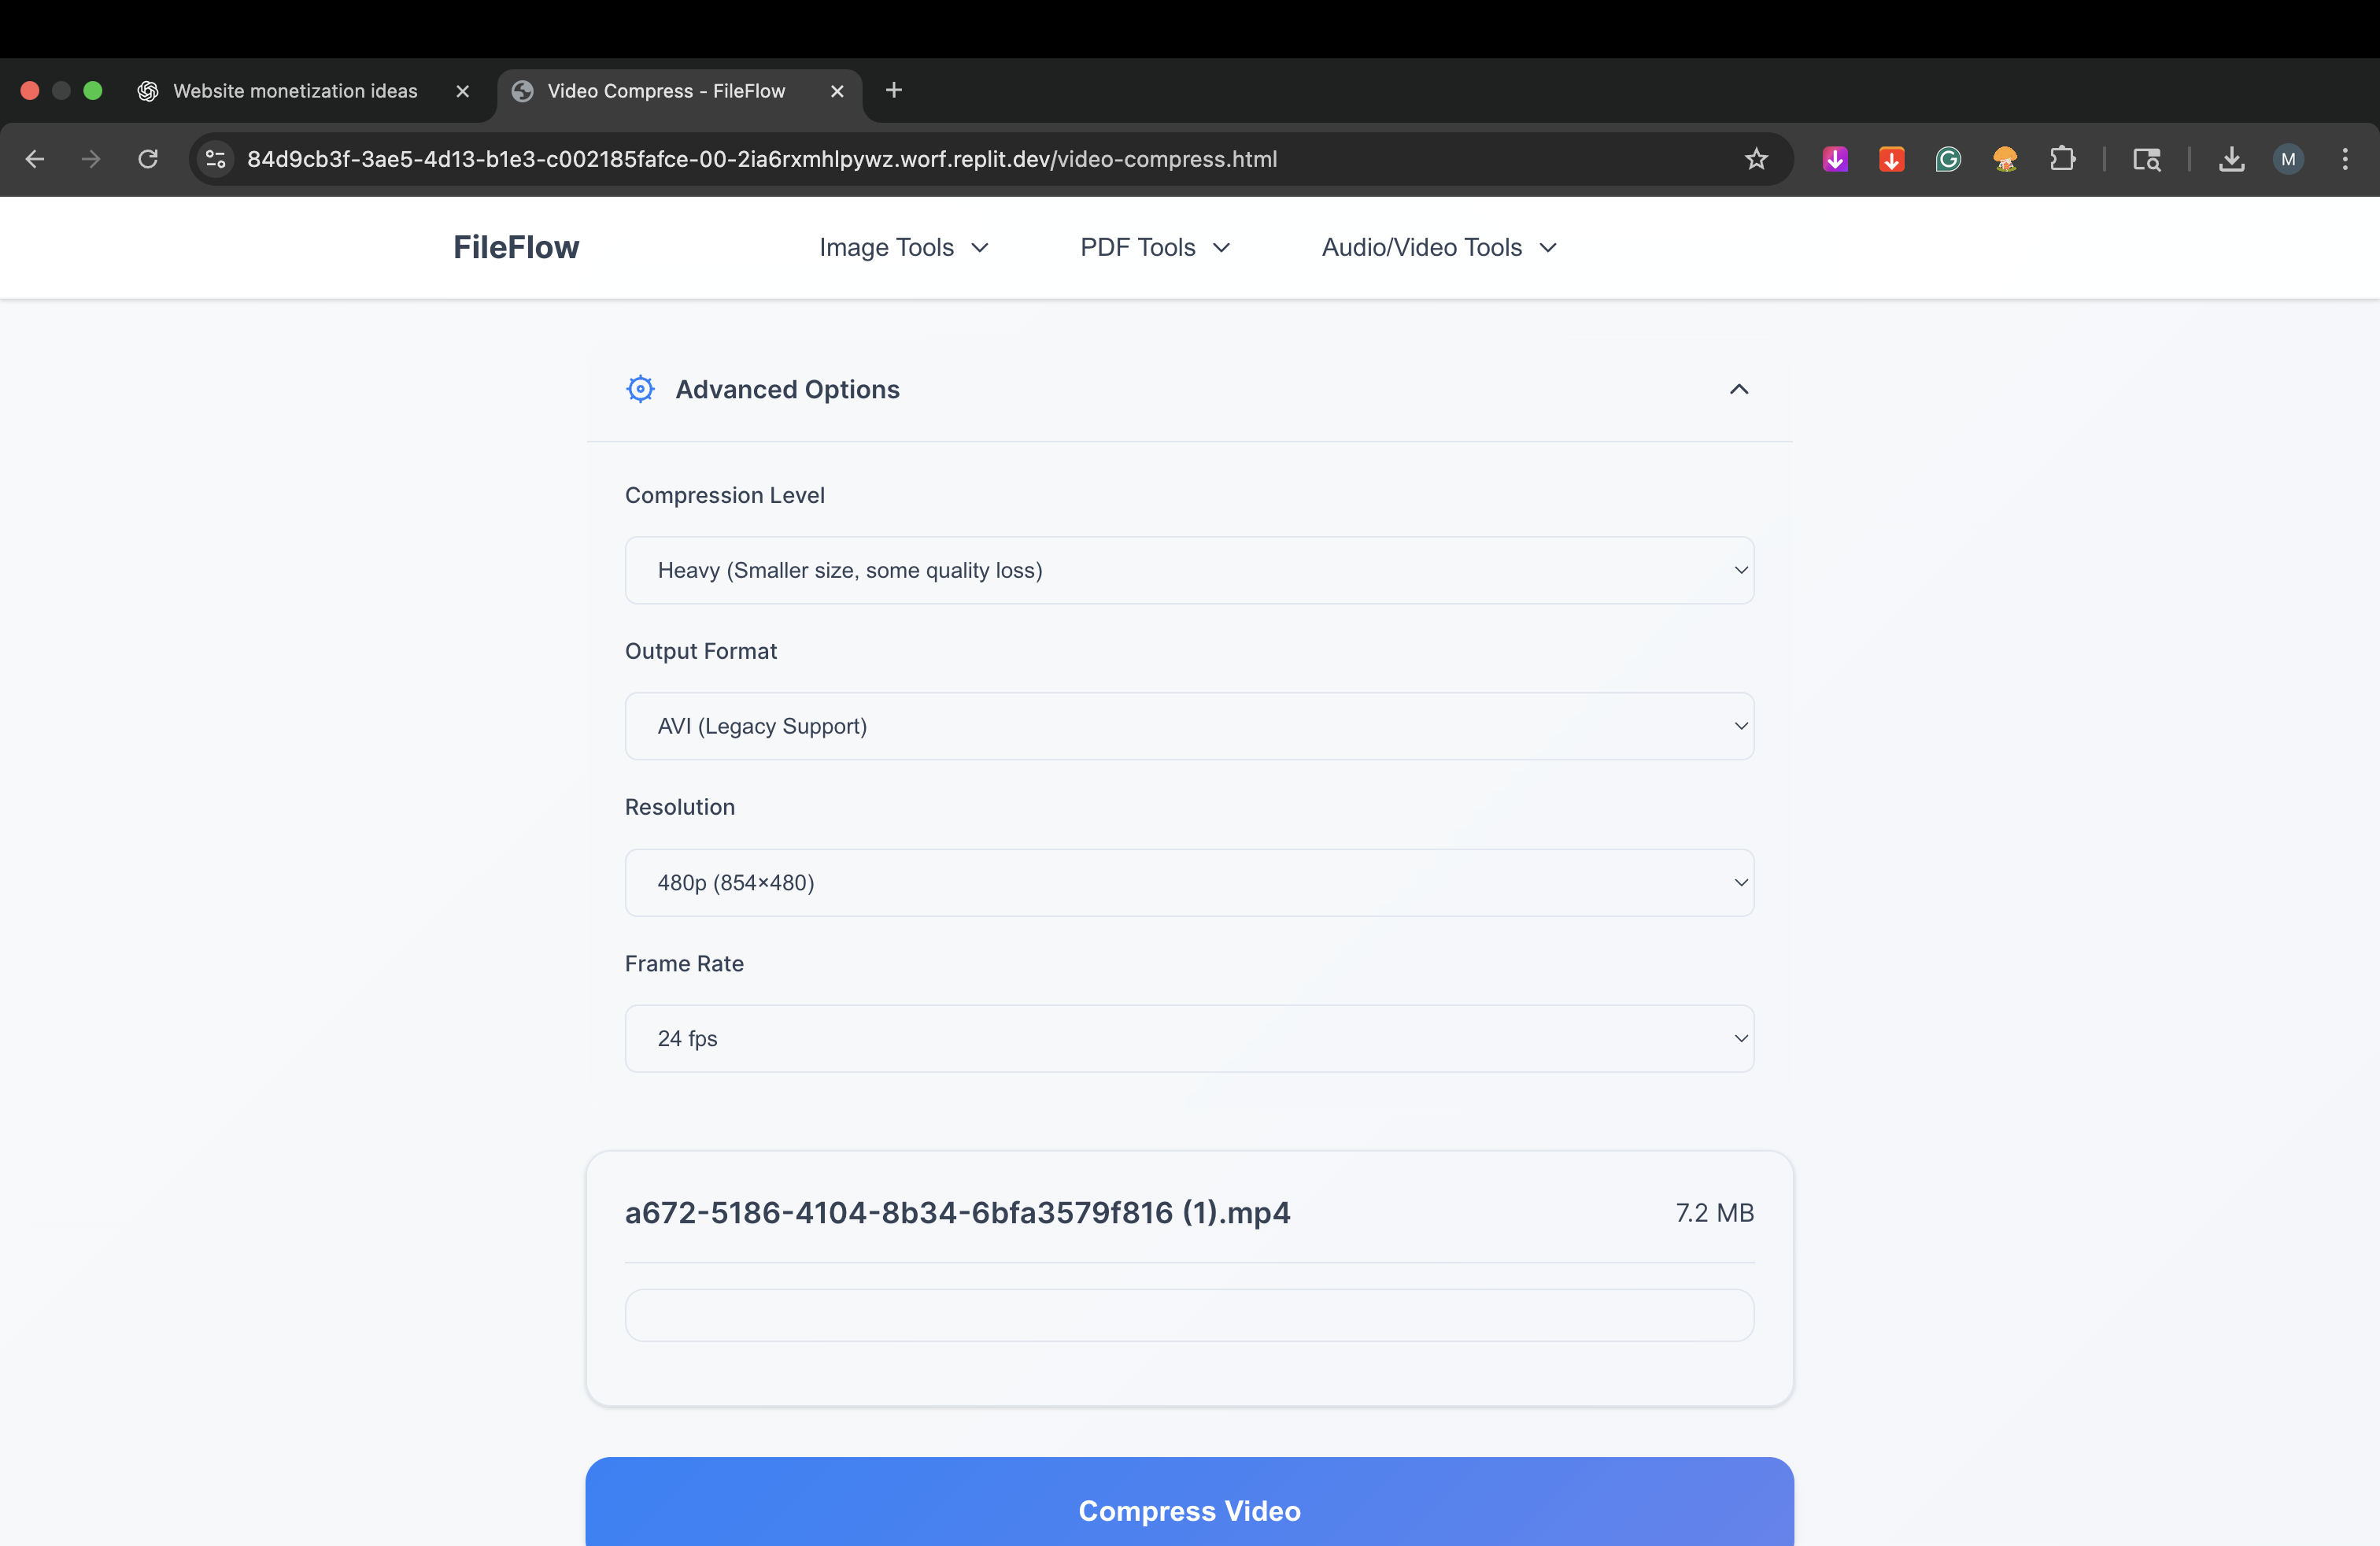 Website monetization ideas
Video Compress - FileFlow
84d9cb3f-3ae5-4d13-b1e3-c002185fafce-00-2ia6rxmhlpywz.worf.replit.dev/video-compress.html
M
FileFlow
Image Tools
PDF Tools
Audio/Video Tools
Advanced Options
Compression Level
Heavy (Smaller size, some quality loss)
Output Format
AVI (Legacy Support)
Resolution
480p (854×480)
Frame Rate
24 fps
a672-5186-4104-8b34-6bfa3579f816 (1).mp4
7.2 MB
Compress Video